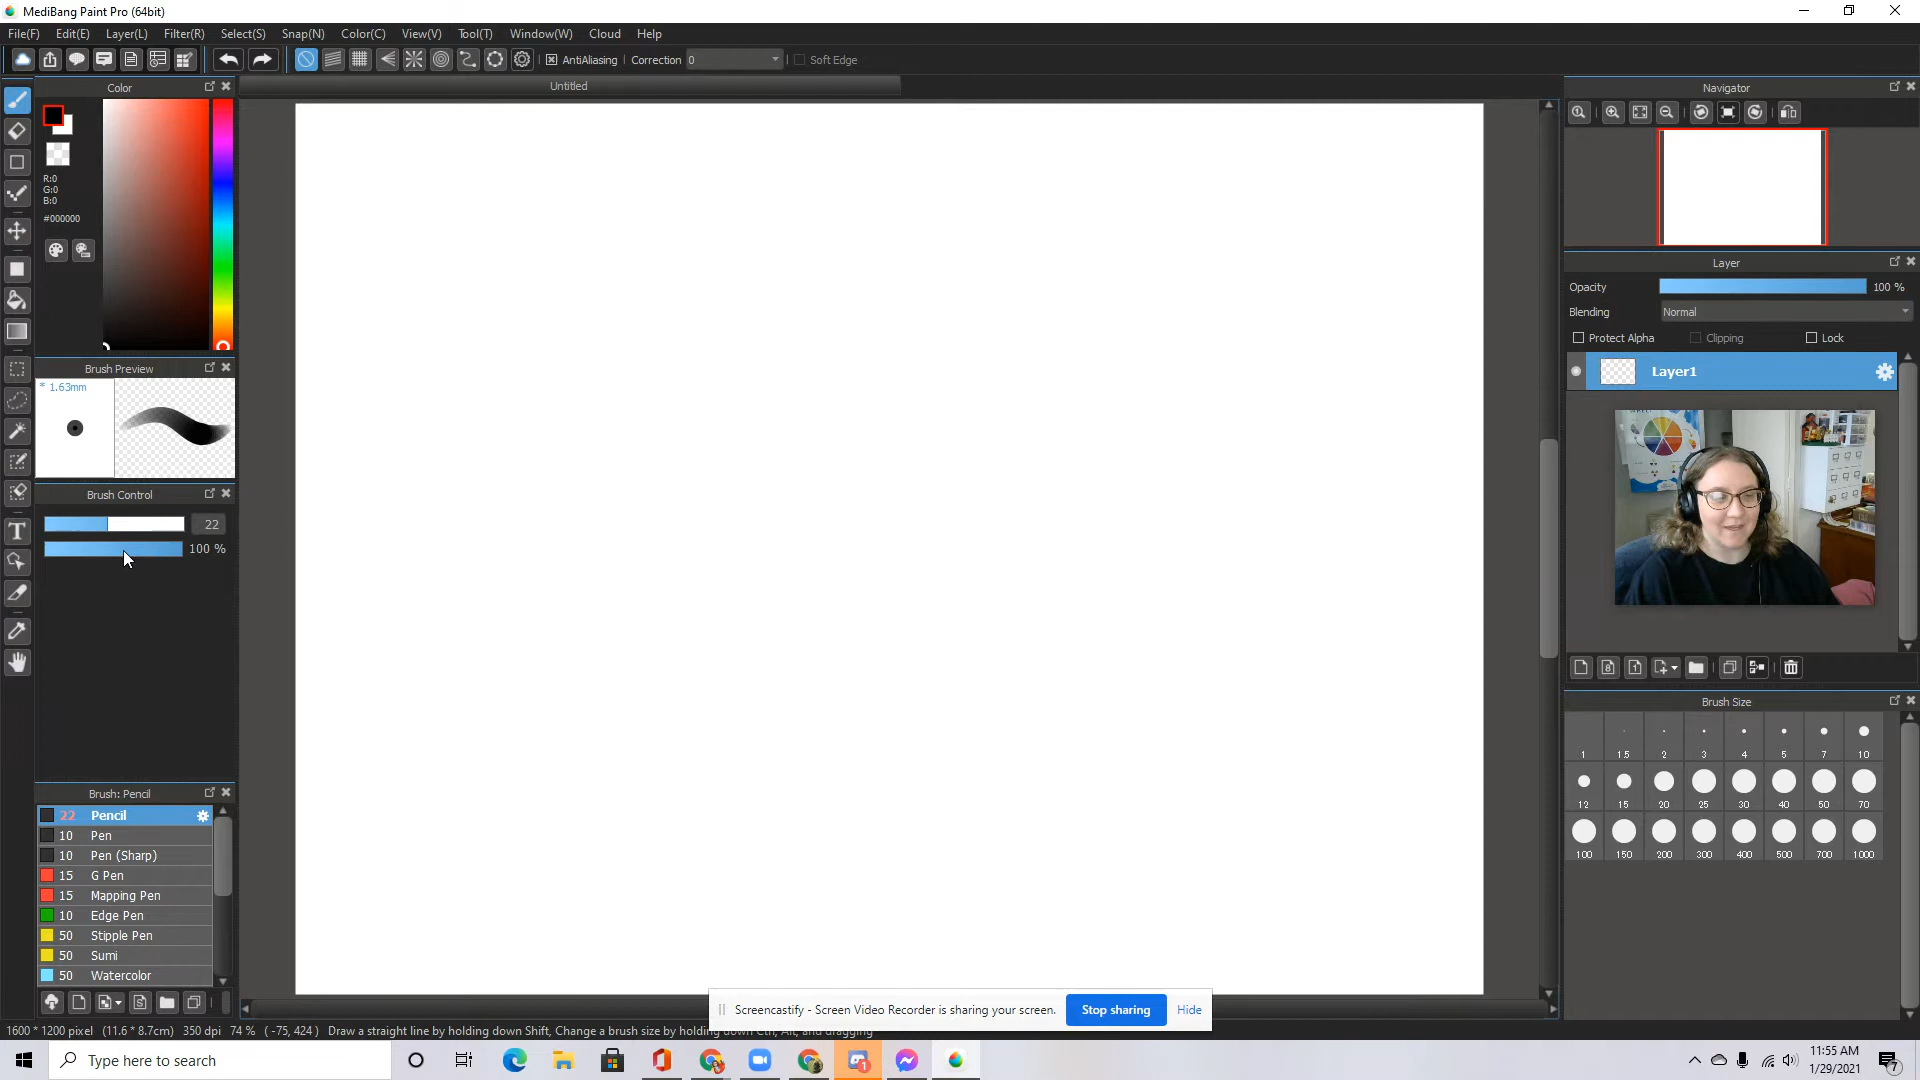 MediBang Paint Pro (64bit)
File(F) Edit(E) Layer(L) Filter(R) Select(S) Snap(N) Color(C) View(V) Tool(T) Window(W) Cloud Help
AntiAliasing Correction 0 Soft Edge
Color
Untitled
Navigator
R:0
G:0
B:0
#000000
Layer
Opacity 100 %
Blending Normal
Protect Alpha Clipping Lock
Layer1
Brush Preview
* 1.63mm
Brush Control
22
100 %
Brush Size
1 1.5 2 3 4 5 7 10
12 15 20 25 30 40 50 70
100 150 200 300 400 500 700 1000
Brush: Pencil
22 Pencil
10 Pen
10 Pen (Sharp)
15 G Pen
15 Mapping Pen
10 Edge Pen
50 Stipple Pen
50 Sumi
50 Watercolor
Screencastify - Screen Video Recorder is sharing your screen. Stop sharing Hide
1600 * 1200 pixel (11.6 * 8.7cm) 350 dpi 74 % ( -75, 424 ) Draw a straight line by holding down Shift, Change a brush size by holding down Ctrl, Alt, and dragging
Type here to search
11:55 AM
1/29/2021